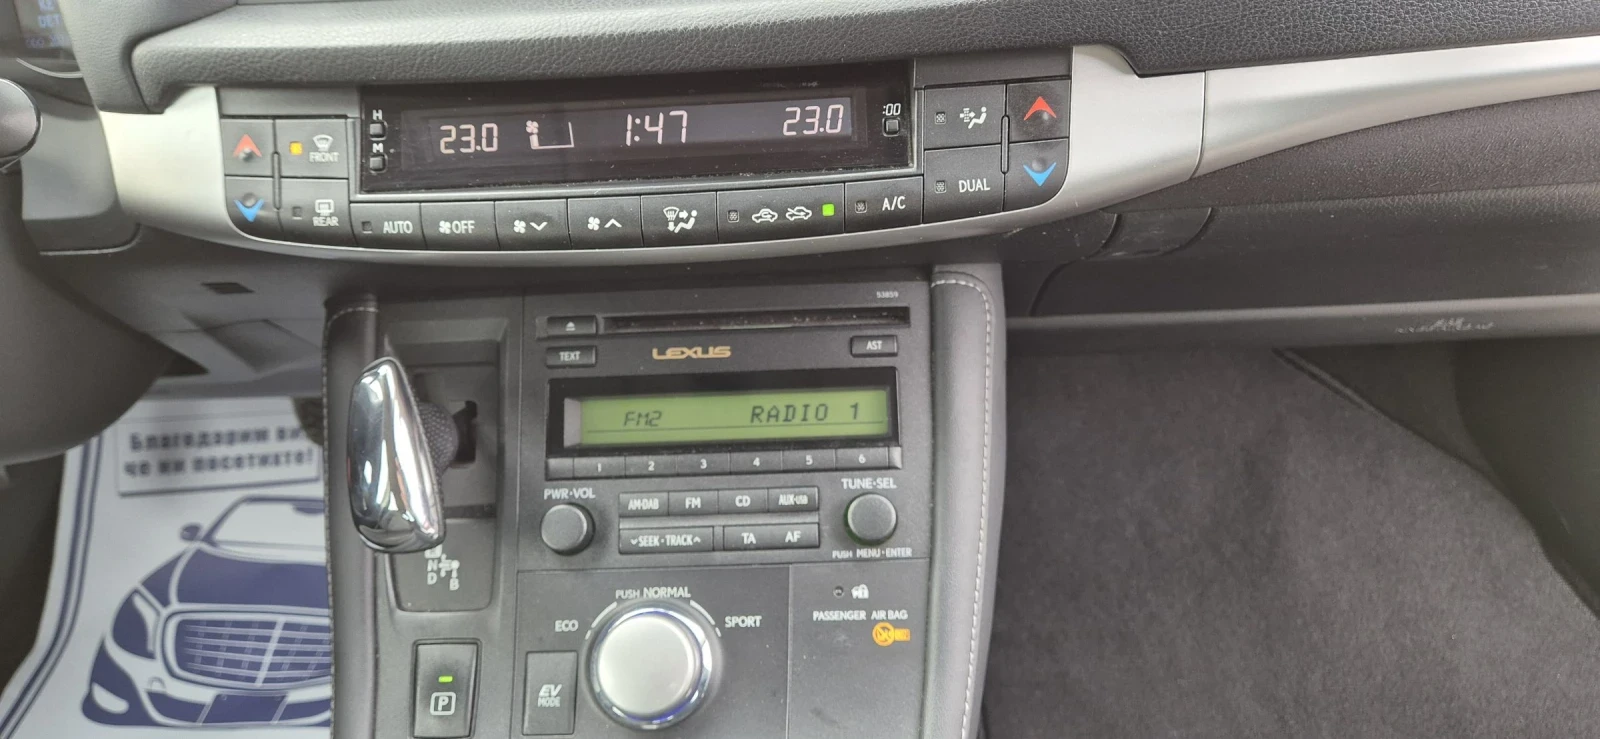 H
M
23.0
1:47
23.0
:00
FRONT
REAR
AUTO
OFF
A/C
DUAL
53859
TEXT
LEXUS
AST
FM2 RADIO 1
1 2 3 4 5 6
PWR·VOL
TUNE·SEL
AM·DAB FM CD AUX·USB
SEEK·TRACK TA AF
PUSH MENU·ENTER
N
D
B
PUSH NORMAL
ECO
SPORT
PASSENGER AIR BAG
P
EV
MODE
Благодарим ви,
че ни посетихте!